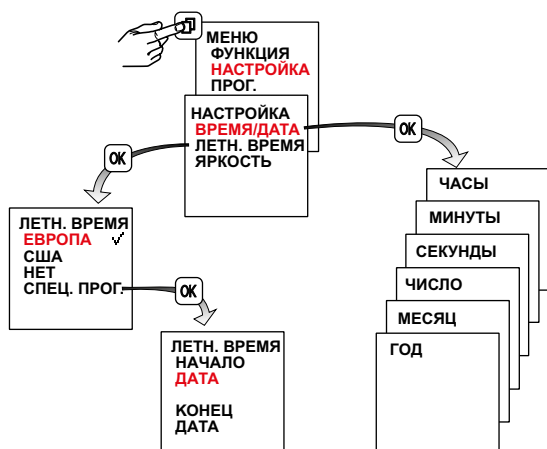 МЕНЮ
ФУНКЦИЯ
НАСТРОЙКА
ПРОГ.
НАСТРОЙКА
ВРЕМЯ/ДАТА
ЛЕТН. ВРЕМЯ
ЯРКОСТЬ
OK
OK
ЛЕТН. ВРЕМЯ
ЕВРОПА ✓
США
НЕТ
СПЕЦ. ПРОГ.
OK
ЛЕТН. ВРЕМЯ
НАЧАЛО
ДАТА
КОНЕЦ
ДАТА
ЧАСЫ
МИНУТЫ
СЕКУНДЫ
ЧИСЛО
МЕСЯЦ
ГОД